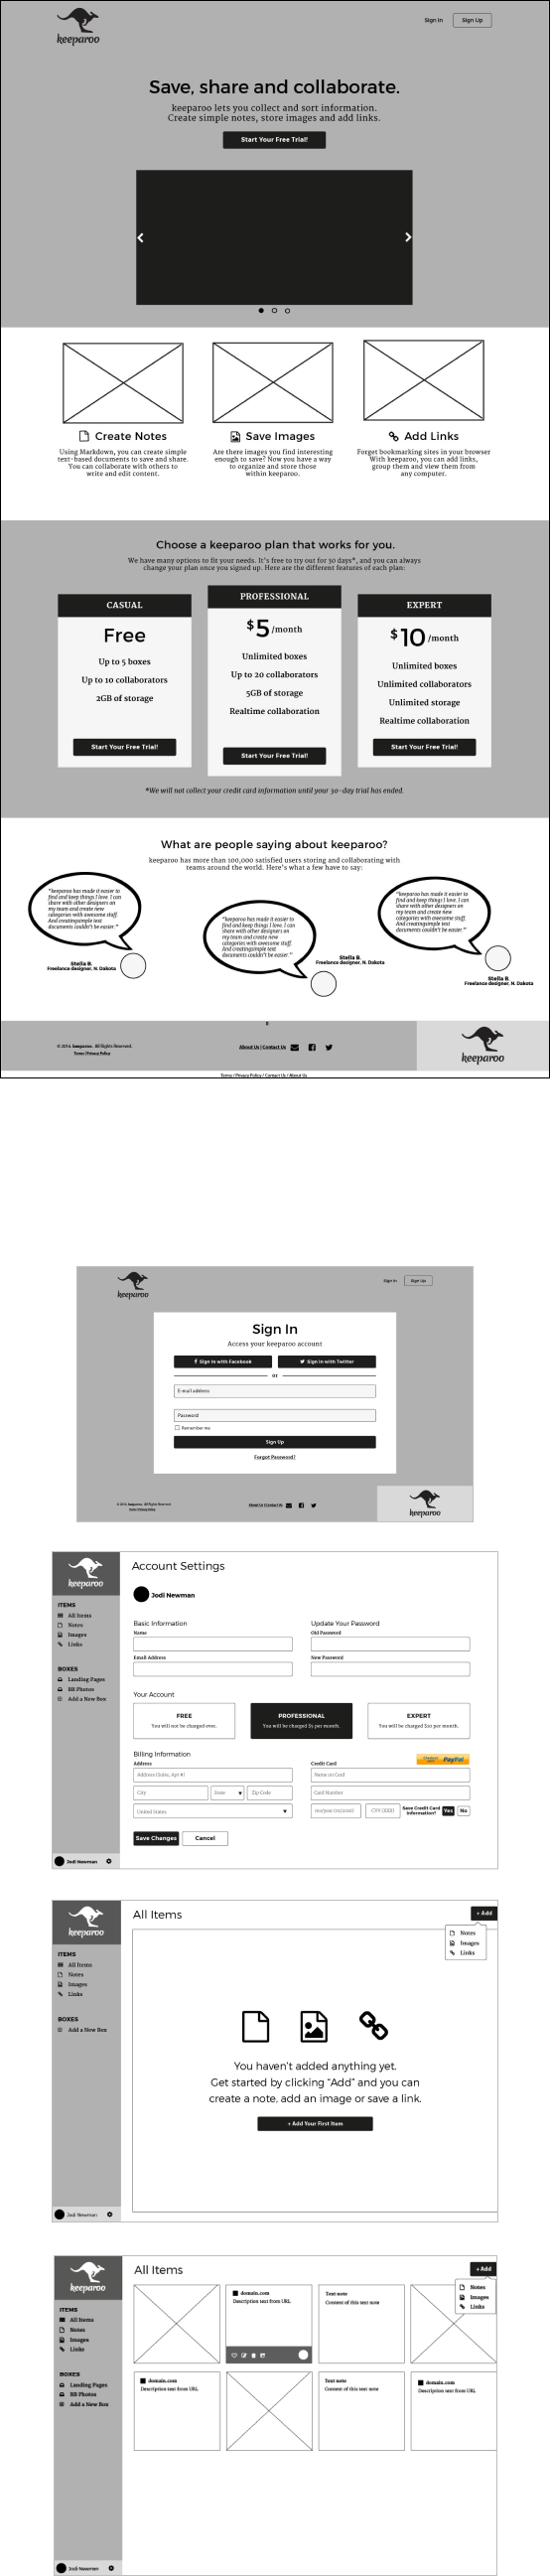 keeparoo
Sign In
Sign Up
Save, share and collaborate.
keeparoo lets you collect and sort information.
Create simple notes, store images and add links.
Start Your Free Trial!
Create Notes
Using Markdown, you can create simple
text-based documents to save and share.
You can collaborate with others to
write and edit content.
Save Images
Are there images you find interesting
enough to save? Now you have a way
to organize and store those
within keeparoo.
Add Links
Forget bookmarking sites in your browser
With keeparoo, you can add links,
group them and view them from
any computer.
Choose a keeparoo plan that works for you.
We have many options to fit your needs. It's free to try out for 30 days*, and you can always
change your plan once you signed up. Here are the different features of each plan:
CASUAL
Free
Up to 5 boxes
Up to 10 collaborators
2GB of storage
Start Your Free Trial!
PROFESSIONAL
$5/month
Unlimited boxes
Up to 20 collaborators
5GB of storage
Realtime collaboration
Start Your Free Trial!
EXPERT
$10/month
Unlimited boxes
Unlimited collaborators
Unlimited storage
Realtime collaboration
Start Your Free Trial!
*We will not collect your credit card information until your 30-day trial has ended.
What are people saying about keeparoo?
keeparoo has more than 100,000 satisfied users storing and collaborating with
teams around the world. Here's what a few have to say:
"keeparoo has made it easier to
find and keep things I love. I can
share with other designers on
my team and create new
categories with awesome stuff.
And creatingsimple text
documents couldn't be easier."
Stella B.
Freelance designer, N. Dakota
"keeparoo has made it easier to
find and keep things I love. I can
share with other designers on
my team and create new
categories with awesome stuff.
And creatingsimple text
documents couldn't be easier."
Stella B.
Freelance designer, N. Dakota
"keeparoo has made it easier to
find and keep things I love. I can
share with other designers on
my team and create new
categories with awesome stuff.
And creatingsimple text
documents couldn't be easier."
Stella B.
Freelance designer, N. Dakota
© 2014. keeparoo. All Rights Reserved.
Terms | Privacy Policy
About Us | Contact Us
keeparoo
Terms / Privacy Policy / Contact Us / About Us
keeparoo
Sign In
Sign Up
Sign In
Access your keeparoo account
Sign in with Facebook
Sign in with Twitter
or
E-mail address
Password
Remember me
Sign Up
Forgot Password?
© 2014. keeparoo. All Rights Reserved.
Terms | Privacy Policy
About Us | Contact Us
keeparoo
keeparoo
ITEMS
All Items
Notes
Images
Links
BOXES
Landing Pages
BB Photos
Add a New Box
Jodi Newman
Account Settings
Jodi Newman
Basic Information
Name
Email Address
Update Your Password
Old Password
New Password
Your Account
FREE
You will not be charged ever.
PROFESSIONAL
You will be charged $5 per month.
EXPERT
You will be charged $10 per month.
Billing Information
Address
Address (Suite, Apt #)
City
State
Zip Code
United States
Credit Card
PayPal
Name on Card
Card Number
Save Credit Card
Information?
Yes
No
Save Changes
Cancel
keeparoo
ITEMS
All Items
Notes
Images
Links
BOXES
Add a New Box
Jodi Newman
All Items
+ Add
Notes
Images
Links
You haven't added anything yet.
Get started by clicking "Add" and you can
create a note, add an image or save a link.
+ Add Your First Item
keeparoo
ITEMS
All Items
Notes
Images
Links
BOXES
Landing Pages
BB Photos
Add a New Box
Jodi Newman
All Items
+ Add
Notes
Images
Links
domain.com
Description text from URL
Text note
Content of this text note
domain.com
Description text from URL
Text note
Content of this text note
domain.com
Description text from URL